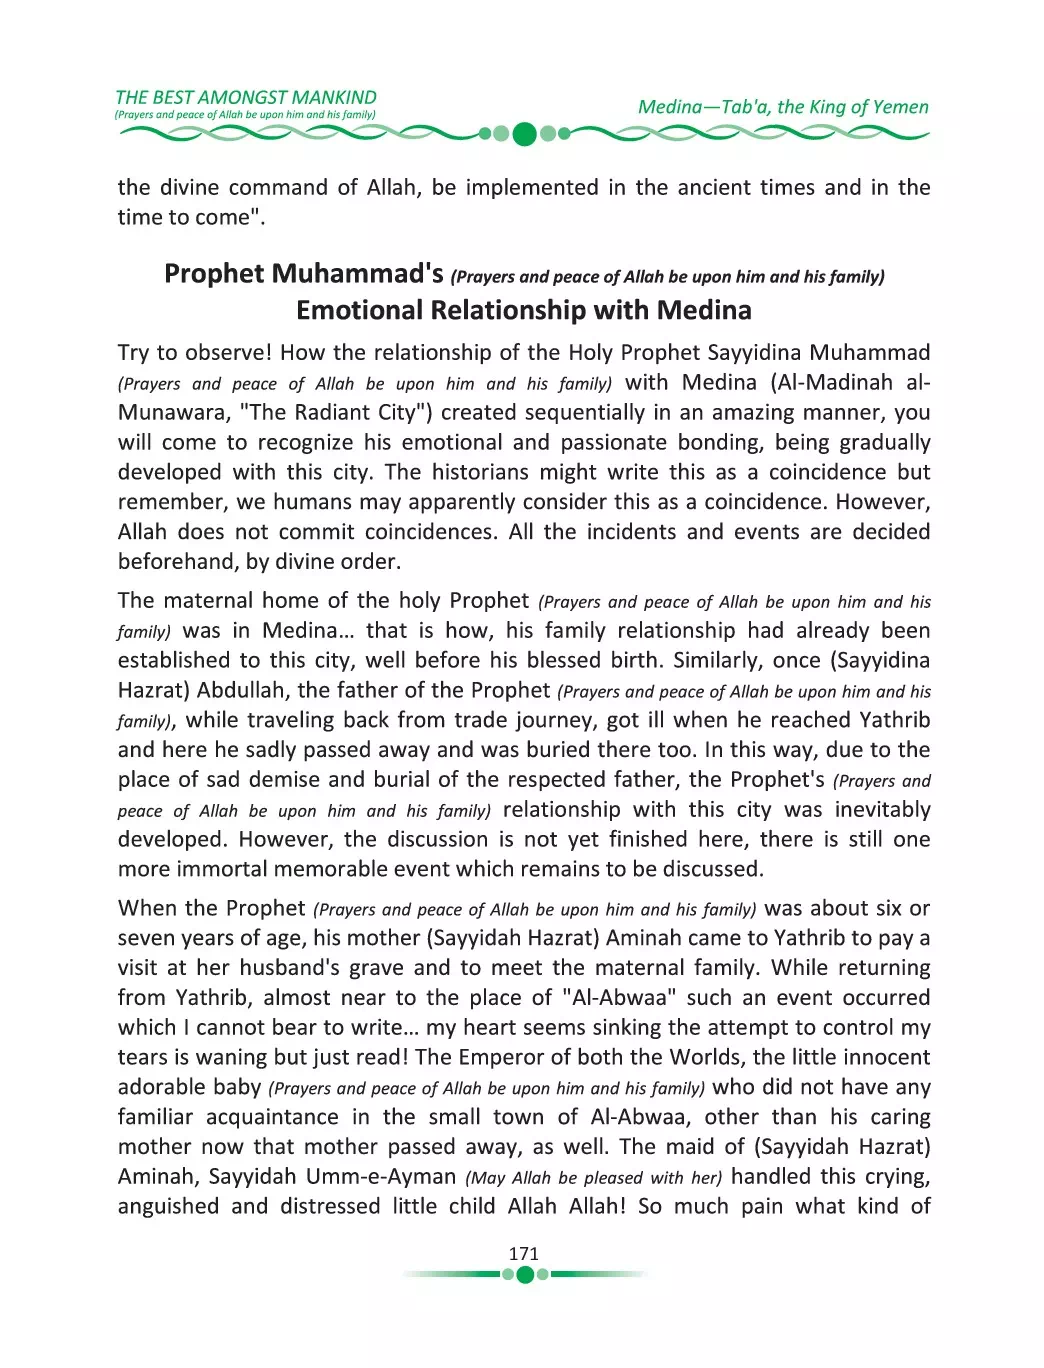 THE BEST AMONGST MANKIND
(Prayers and peace of Allah be upon him and his family)
Medina—Tab'a, the King of Yemen
the divine command of Allah, be implemented in the ancient times and in the
time to come".
Prophet Muhammad's (Prayers and peace of Allah be upon him and his family)
Emotional Relationship with Medina
Try to observe! How the relationship of the Holy Prophet Sayyidina Muhammad
(Prayers and peace of Allah be upon him and his family) with Medina (Al-Madinah al-
Munawara, "The Radiant City") created sequentially in an amazing manner, you
will come to recognize his emotional and passionate bonding, being gradually
developed with this city. The historians might write this as a coincidence but
remember, we humans may apparently consider this as a coincidence. However,
Allah does not commit coincidences. All the incidents and events are decided
beforehand, by divine order.
The maternal home of the holy Prophet (Prayers and peace of Allah be upon him and his
family) was in Medina... that is how, his family relationship had already been
established to this city, well before his blessed birth. Similarly, once (Sayyidina
Hazrat) Abdullah, the father of the Prophet (Prayers and peace of Allah be upon him and his
family), while traveling back from trade journey, got ill when he reached Yathrib
and here he sadly passed away and was buried there too. In this way, due to the
place of sad demise and burial of the respected father, the Prophet's (Prayers and
peace of Allah be upon him and his family) relationship with this city was inevitably
developed. However, the discussion is not yet finished here, there is still one
more immortal memorable event which remains to be discussed.
When the Prophet (Prayers and peace of Allah be upon him and his family) was about six or
seven years of age, his mother (Sayyidah Hazrat) Aminah came to Yathrib to pay a
visit at her husband's grave and to meet the maternal family. While returning
from Yathrib, almost near to the place of "Al-Abwaa" such an event occurred
which I cannot bear to write... my heart seems sinking the attempt to control my
tears is waning but just read! The Emperor of both the Worlds, the little innocent
adorable baby (Prayers and peace of Allah be upon him and his family) who did not have any
familiar acquaintance in the small town of Al-Abwaa, other than his caring
mother now that mother passed away, as well. The maid of (Sayyidah Hazrat)
Aminah, Sayyidah Umm-e-Ayman (May Allah be pleased with her) handled this crying,
anguished and distressed little child Allah Allah! So much pain what kind of
171